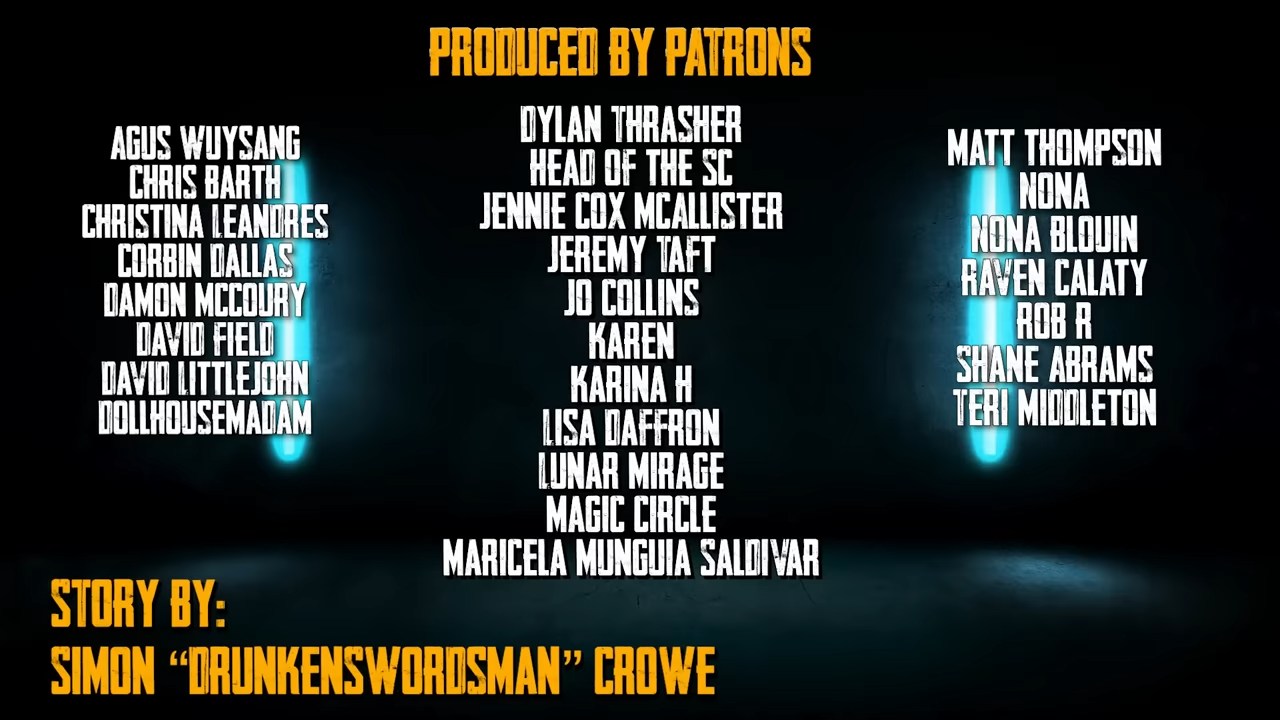 PRODUCED BY PATRONS
AGUS WUYSANG
CHRIS BARTH
CHRISTINA LEANDRES
CORBIN DALLAS
DAMON MCCOURY
DAVID FIELD
DAVID LITTLEJOHN
DOLLHOUSEMADAM
DYLAN THRASHER
HEAD OF THE SC
JENNIE COX MCALLISTER
JEREMY TAFT
JO COLLINS
KAREN
KARINA H
LISA DAFFRON
LUNAR MIRAGE
MAGIC CIRCLE
MARICELA MUNGUIA SALDIVAR
MATT THOMPSON
NONA
NONA BLOUIN
RAVEN CALATY
ROB R
SHANE ABRAMS
TERI MIDDLETON
STORY BY:
SIMON “DRUNKENSWORDSMAN” CROWE